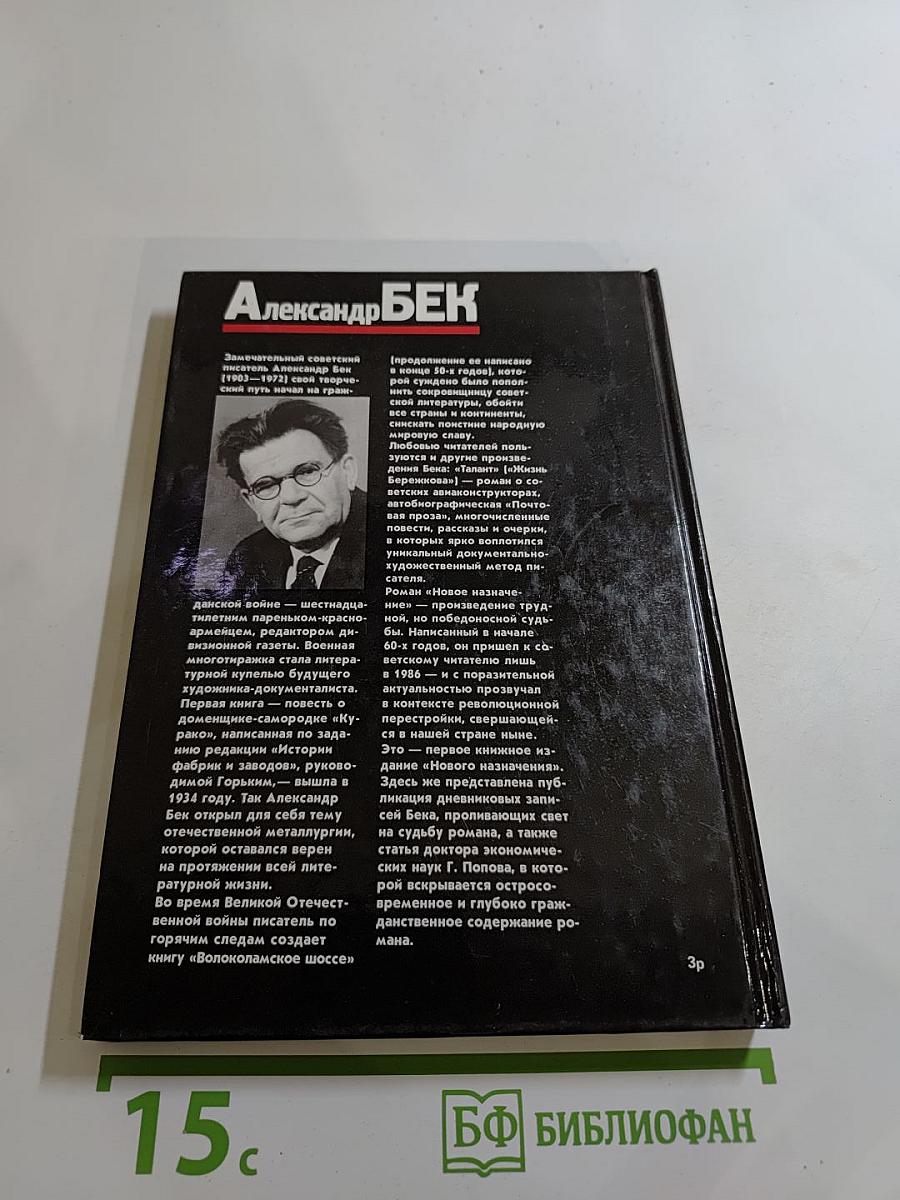 Александр БЕК
Замечательный советский
писатель Александр Бек
(1903—1972) свой творче-
ский путь начал на граж-
данской войне — шестнадца-
тилетним пареньком-красно-
армейцем, редактором ди-
визионной газеты. Военная
многотиражка стала литера-
турной купелью будущего
художника-документалиста.
Первая книга — повесть о
доменщике-самородке «Ку-
рако», написанная по зада-
нию редакции «Истории
фабрик и заводов», руково-
димой Горьким,— вышла в
1934 году. Так Александр
Бек открыл для себя тему
отечественной металлургии,
которой оставался верен
на протяжении всей лите-
ратурной жизни.
Во время Великой Отечест-
венной войны писатель по
горячим следам создает
книгу «Волоколамское шоссе»
(продолжение ее написано
в конце 50-х годов), кото-
рой суждено было попол-
нить сокровищницу совет-
ской литературы, обойти
все страны и континенты,
снискать поистине народную
мировую славу.
Любовью читателей поль-
зуются и другие произве-
дения Бека: «Талант» («Жизнь
Бережкова») — роман о со-
ветских авиаконструкторах,
автобиографическая «Почто-
вая проза», многочисленные
повести, рассказы и очерки,
в которых ярко воплотился
уникальный документально-
художественный метод пи-
сателя.
Роман «Новое назначе-
ние» — произведение труд-
ной, но победоносной судь-
бы. Написанный в начале
60-х годов, он пришел к со-
ветскому читателю лишь
в 1986 — и с поразительной
актуальностью прозвучал
в контексте революционной
перестройки, свершающей-
ся в нашей стране ныне.
Это — первое книжное из-
дание «Нового назначения».
Здесь же представлена пуб-
ликация дневниковых запи-
сей Бека, проливающих свет
на судьбу романа, а также
статья доктора экономиче-
ских наук Г. Попова, в кото-
рой вскрывается остросо-
временное и глубоко граж-
данственное содержание ро-
мана.
3р
15 с
БФ БИБЛИОФАН